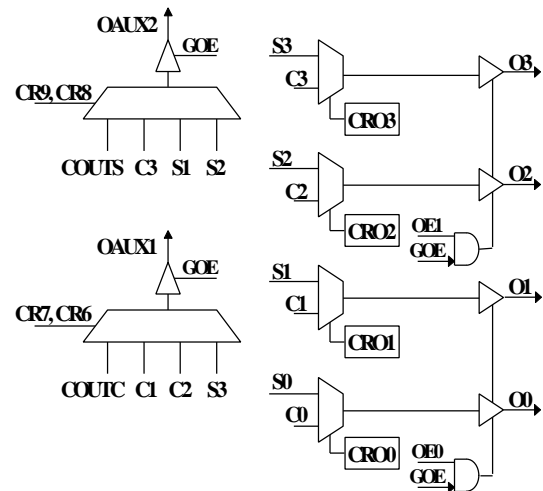 OAUX2
GOE
CR9, CR8
COUTS C3 S1 S2
OAUX1
GOE
CR7, CR6
COUTC C1 C2 S3
S3
C3
CRO3
O3
S2
C2
CRO2
O2
OE1
GOE
S1
C1
CRO1
O1
S0
C0
CRO0
O0
OE0
GOE